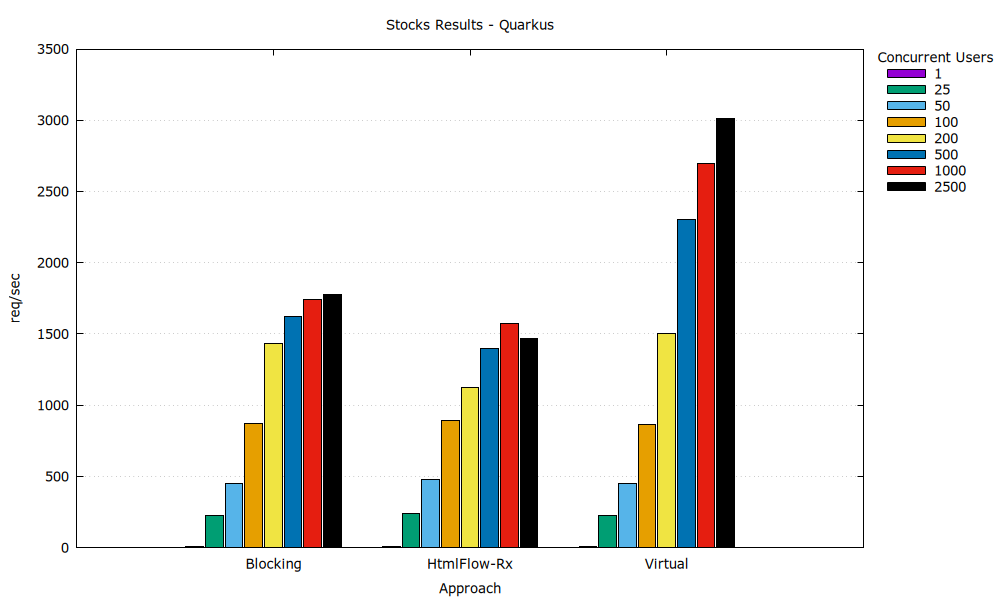 Stocks Results - Quarkus
3500
3000
2500
2000
1500
1000
500
0
req/sec
Blocking
HtmlFlow-Rx
Virtual
Approach
Concurrent Users
1
25
50
100
200
500
1000
2500